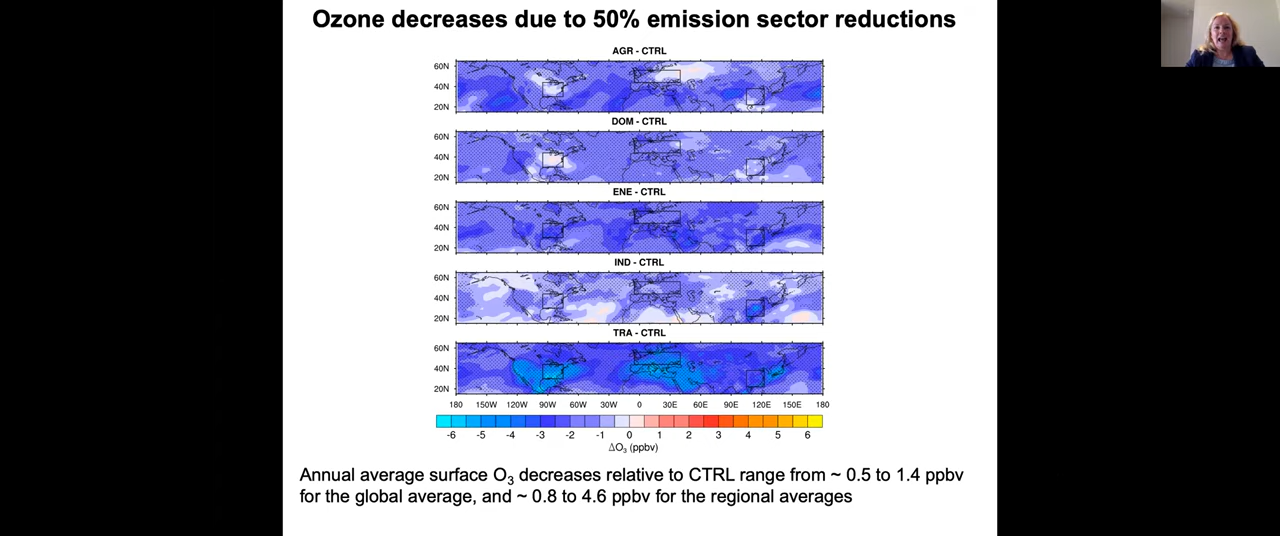 Ozone decreases due to 50% emission sector reductions
AGR - CTRL
60N
40N
20N
DOM - CTRL
60N
40N
20N
ENE - CTRL
60N
40N
20N
IND - CTRL
60N
40N
20N
TRA - CTRL
60N
40N
20N
180 150W 120W 90W 60W 30W 0 30E 60E 90E 120E 150E 180
-6 -5 -4 -3 -2 -1 0 1 2 3 4 5 6
ΔO₃ (ppbv)
Annual average surface O₃ decreases relative to CTRL range from ~ 0.5 to 1.4 ppbv
for the global average, and ~ 0.8 to 4.6 ppbv for the regional averages